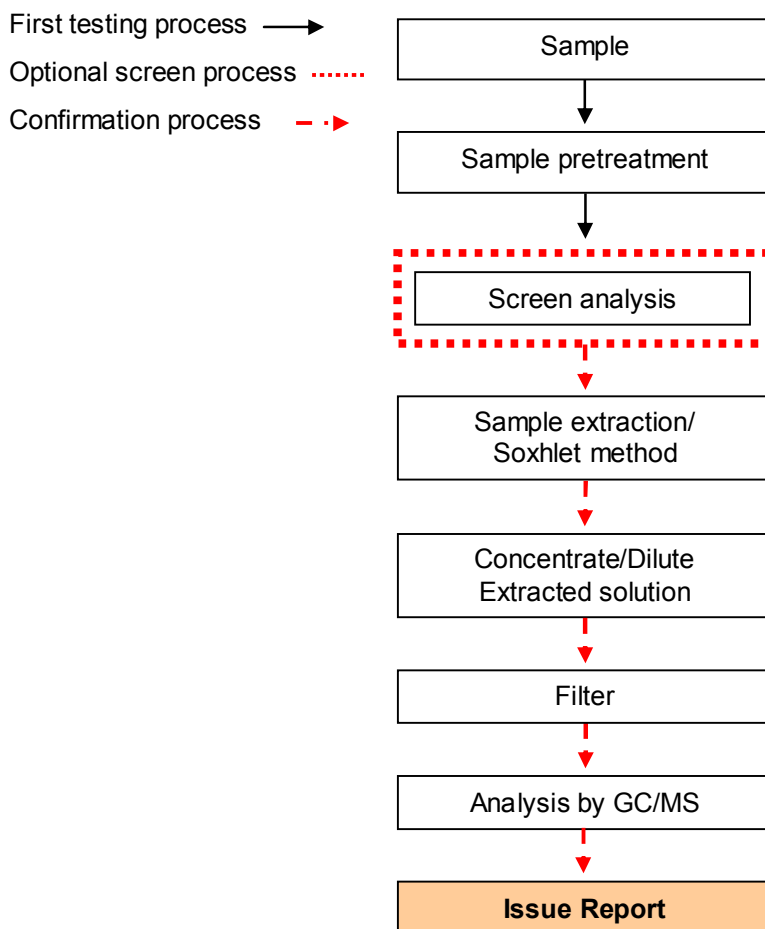 First testing process
Optional screen process
Confirmation process
Sample
Sample pretreatment
Screen analysis
Sample extraction/
Soxhlet method
Concentrate/Dilute
Extracted solution
Filter
Analysis by GC/MS
Issue Report